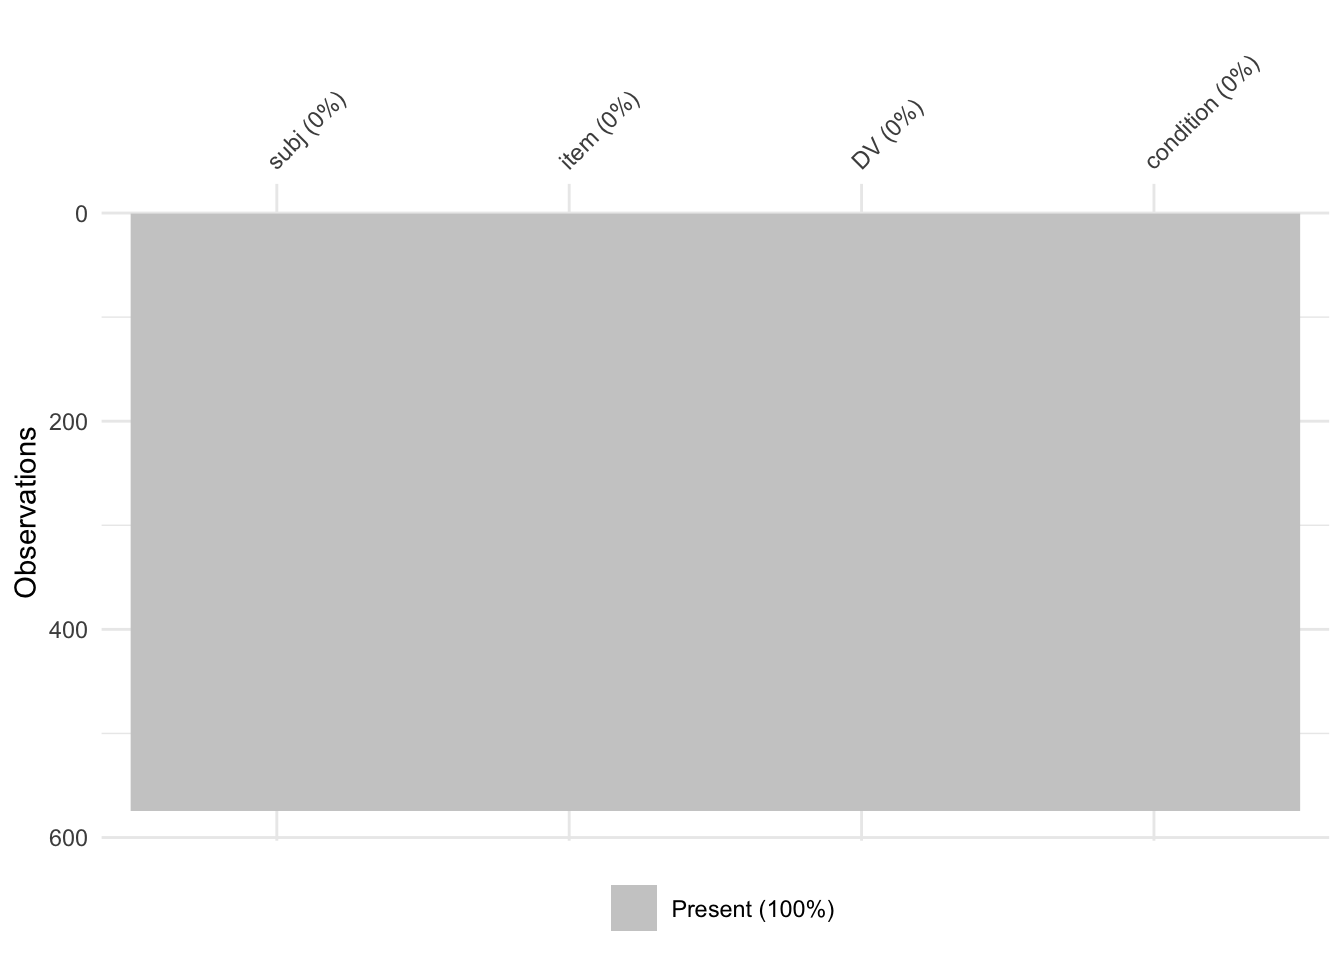 subj (0%)
item (0%)
DV (0%)
condition (0%)
0
200
400
600
Observations
Present (100%)